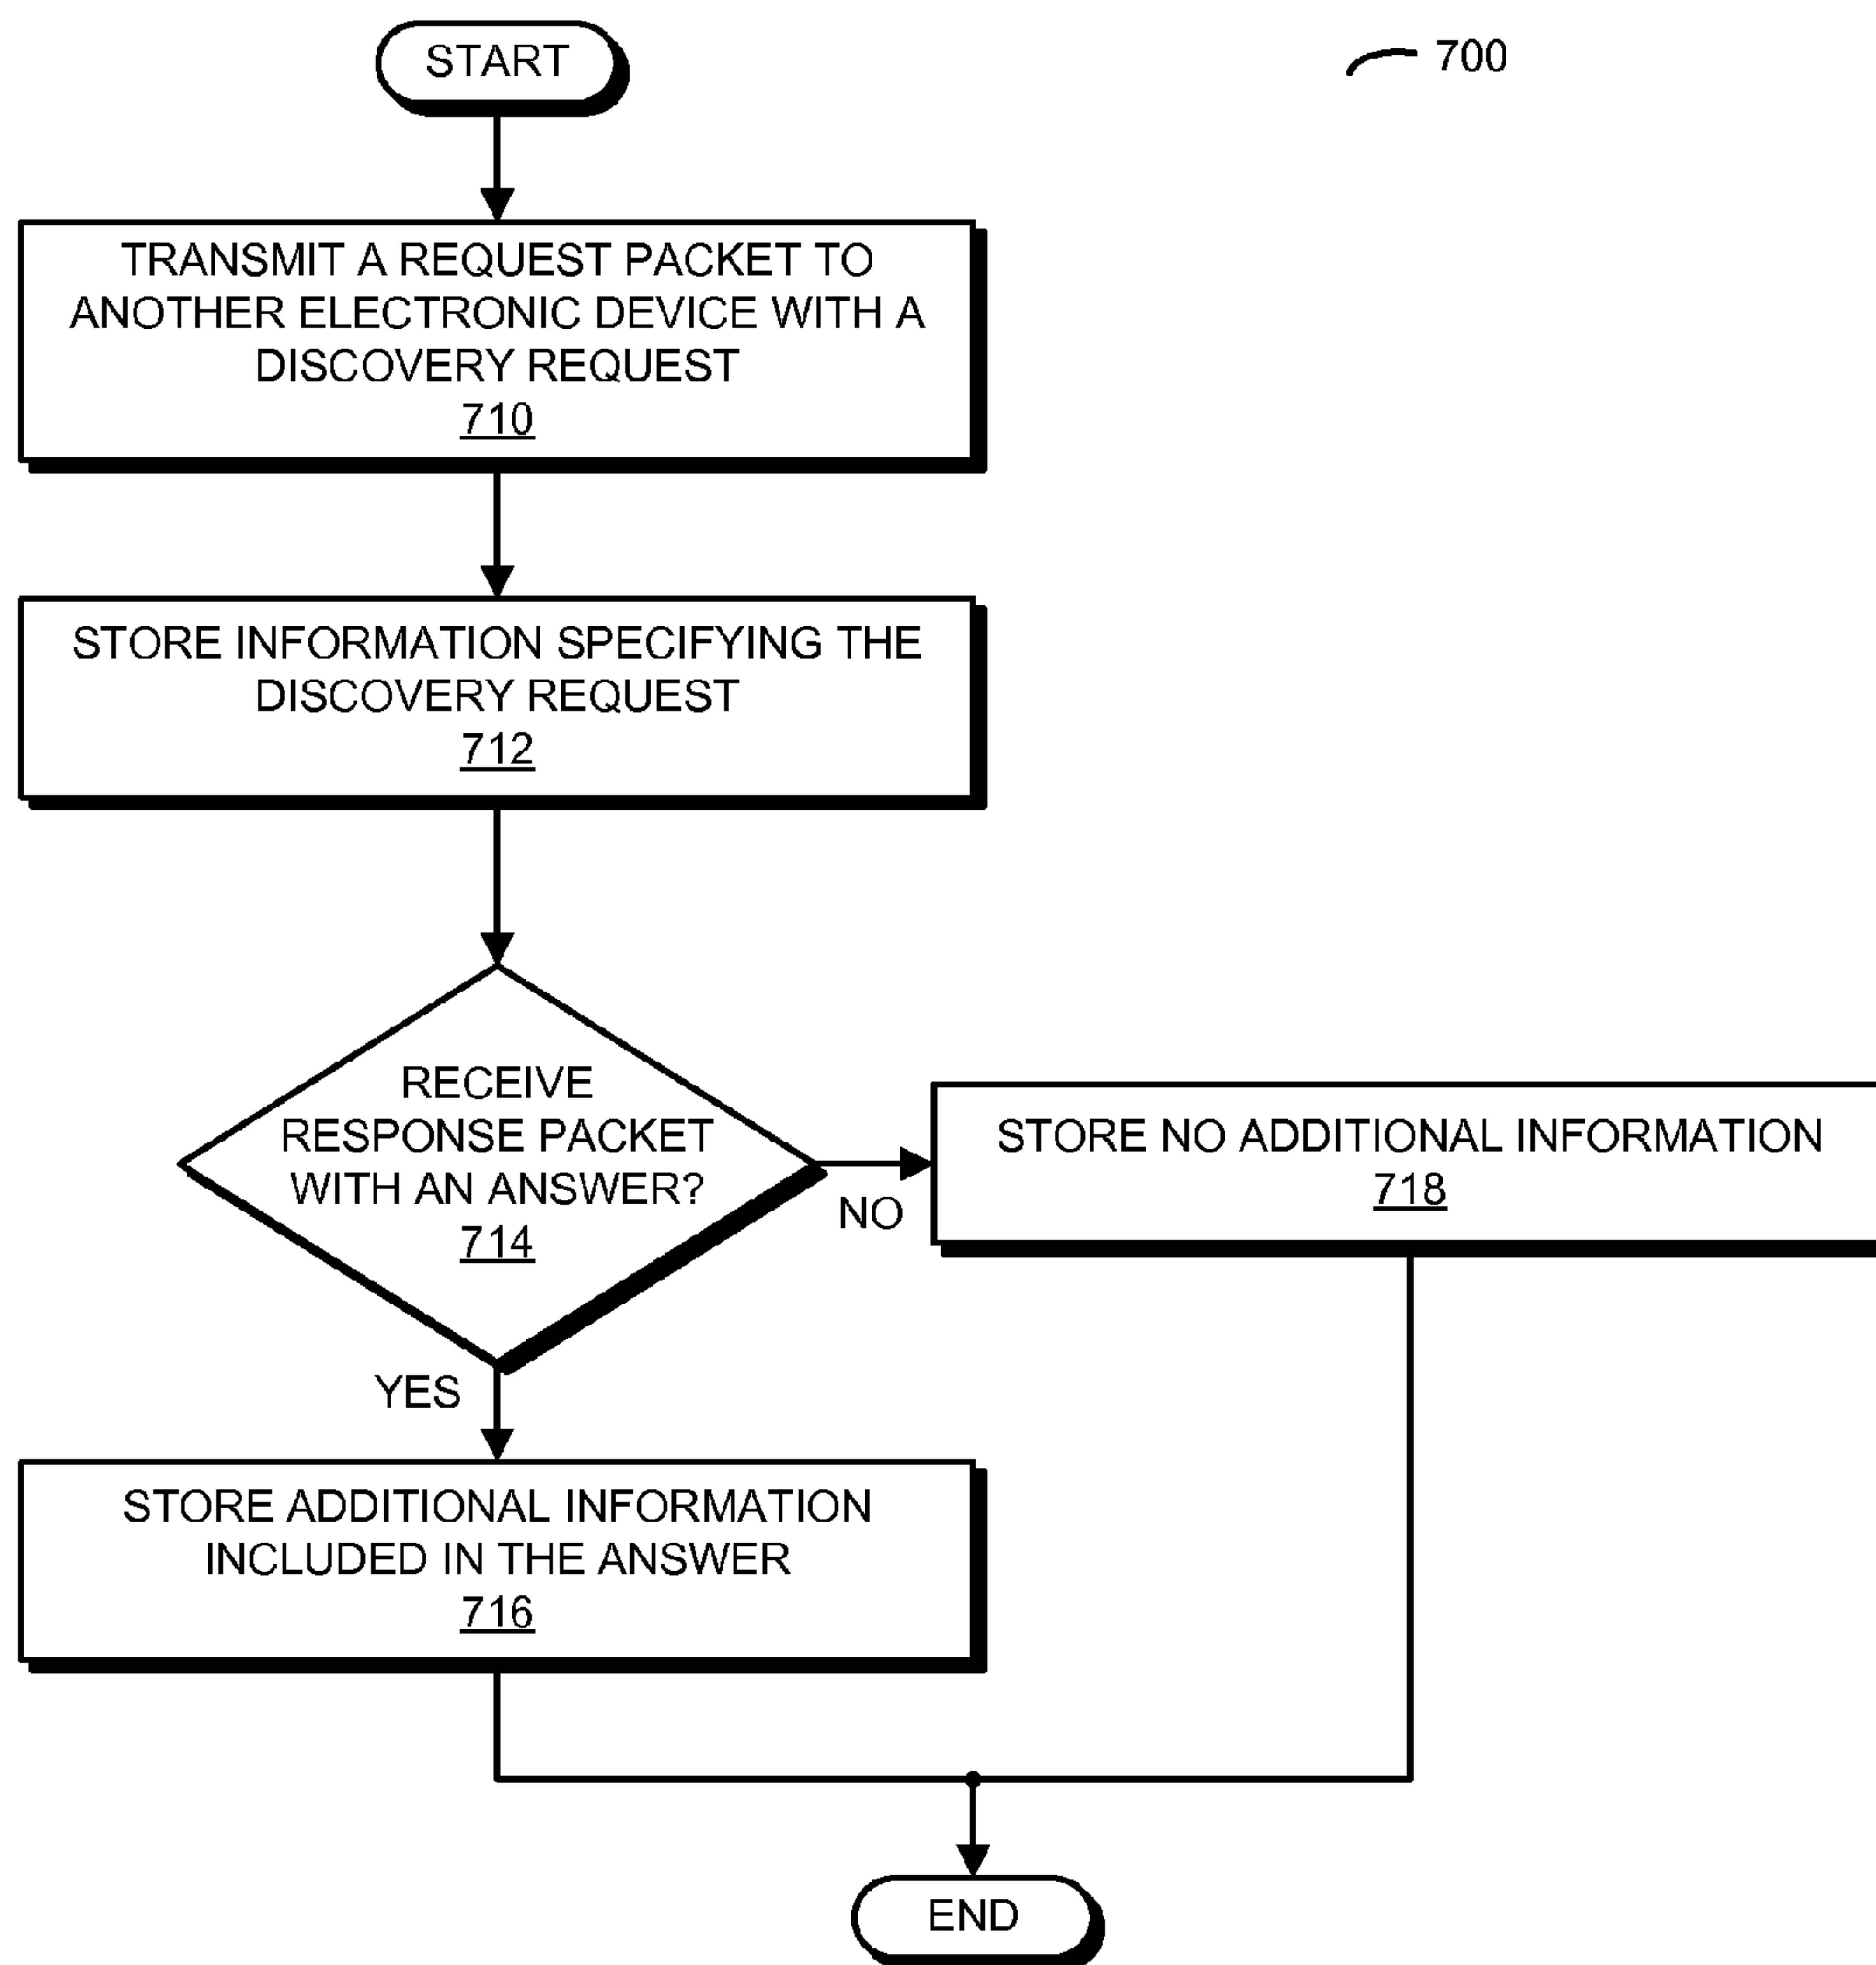 START
700
TRANSMIT A REQUEST PACKET TO
ANOTHER ELECTRONIC DEVICE WITH A
DISCOVERY REQUEST
710
STORE INFORMATION SPECIFYING THE
DISCOVERY REQUEST
712
RECEIVE
RESPONSE PACKET
WITH AN ANSWER?
714
NO
STORE NO ADDITIONAL INFORMATION
718
YES
STORE ADDITIONAL INFORMATION
INCLUDED IN THE ANSWER
716
END